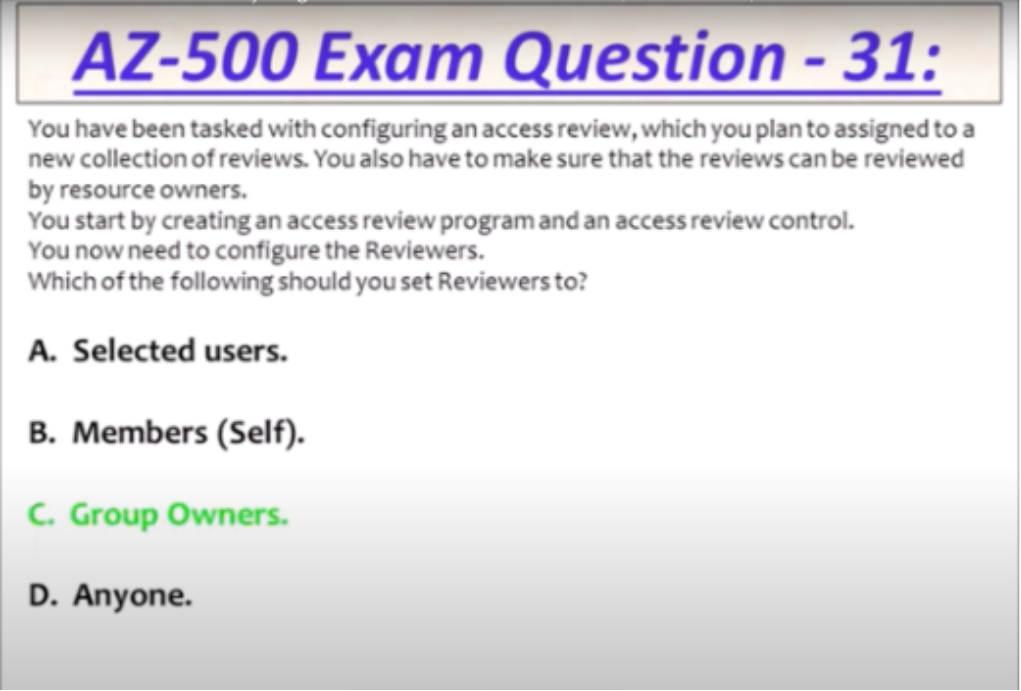 AZ-500 Exam Question - 31:
You have been tasked with configuring an access review, which you plan to assigned to a
new collection of reviews. You also have to make sure that the reviews can be reviewed
by resource owners.
You start by creating an access review program and an access review control.
You now need to configure the Reviewers.
Which of the following should you set Reviewers to?
A. Selected users.
B. Members (Self).
C. Group Owners.
D. Anyone.